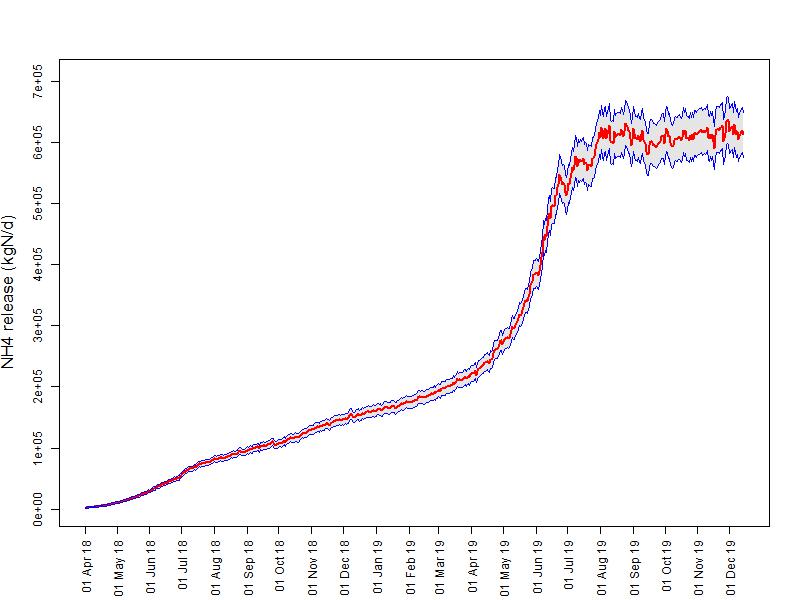 NH4 release (kgN/d)
7e+05
6e+05
5e+05
4e+05
3e+05
2e+05
1e+05
0e+00
01 Apr 18
01 May 18
01 Jun 18
01 Jul 18
01 Aug 18
01 Sep 18
01 Oct 18
01 Nov 18
01 Dec 18
01 Jan 19
01 Feb 19
01 Mar 19
01 Apr 19
01 May 19
01 Jun 19
01 Jul 19
01 Aug 19
01 Sep 19
01 Oct 19
01 Nov 19
01 Dec 19